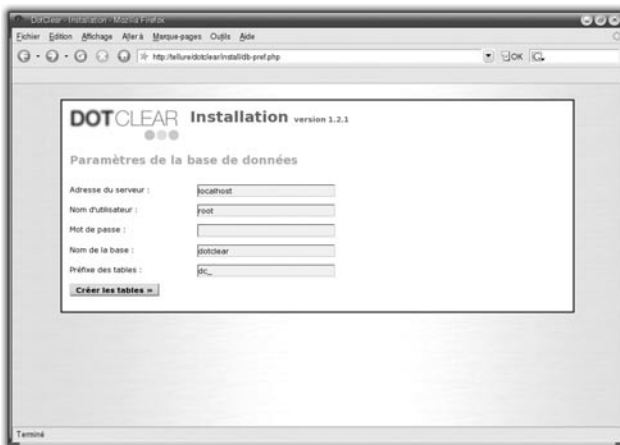 DotClear - Installation - Mozilla Firefox
Fichier Edition Affichage Aller à Marque-pages Outils Aide
http://tellure/dotclear/install/db-pref.php OK G
DOTCLEAR Installation version 1.2.1
Paramètres de la base de données
Adresse du serveur : localhost
Nom d'utilisateur : root
Mot de passe :
Nom de la base : dotclear
Préfixe des tables : dc_
Créer les tables »
Terminé